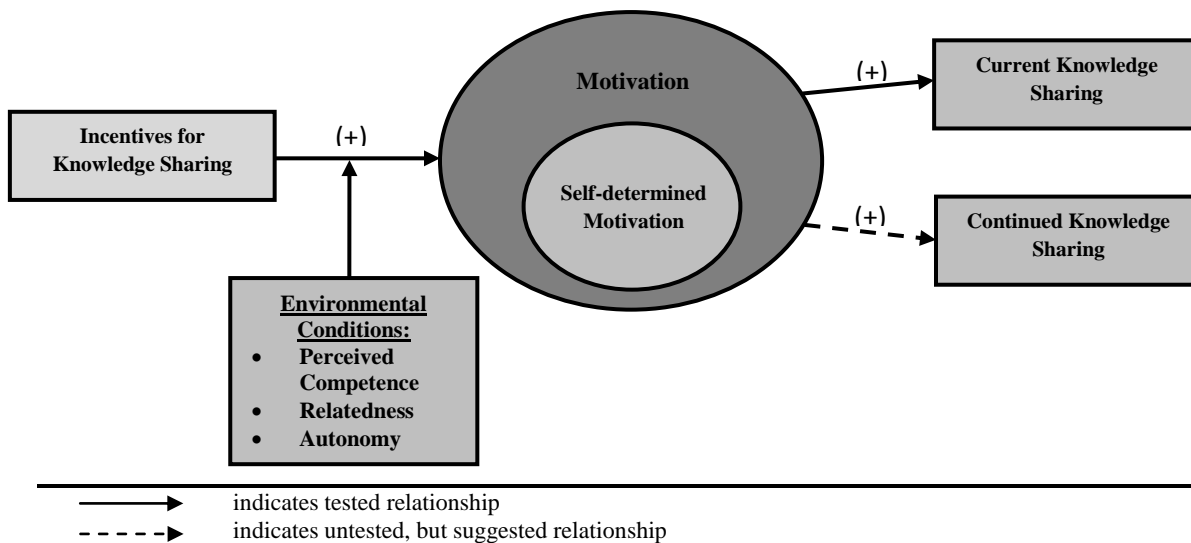 Incentives for
Knowledge Sharing
(+)
Motivation
Self-determined
Motivation
(+)
Current Knowledge
Sharing
(+)
Continued Knowledge
Sharing
Environmental
Conditions:
• Perceived
Competence
• Relatedness
• Autonomy
indicates tested relationship
indicates untested, but suggested relationship